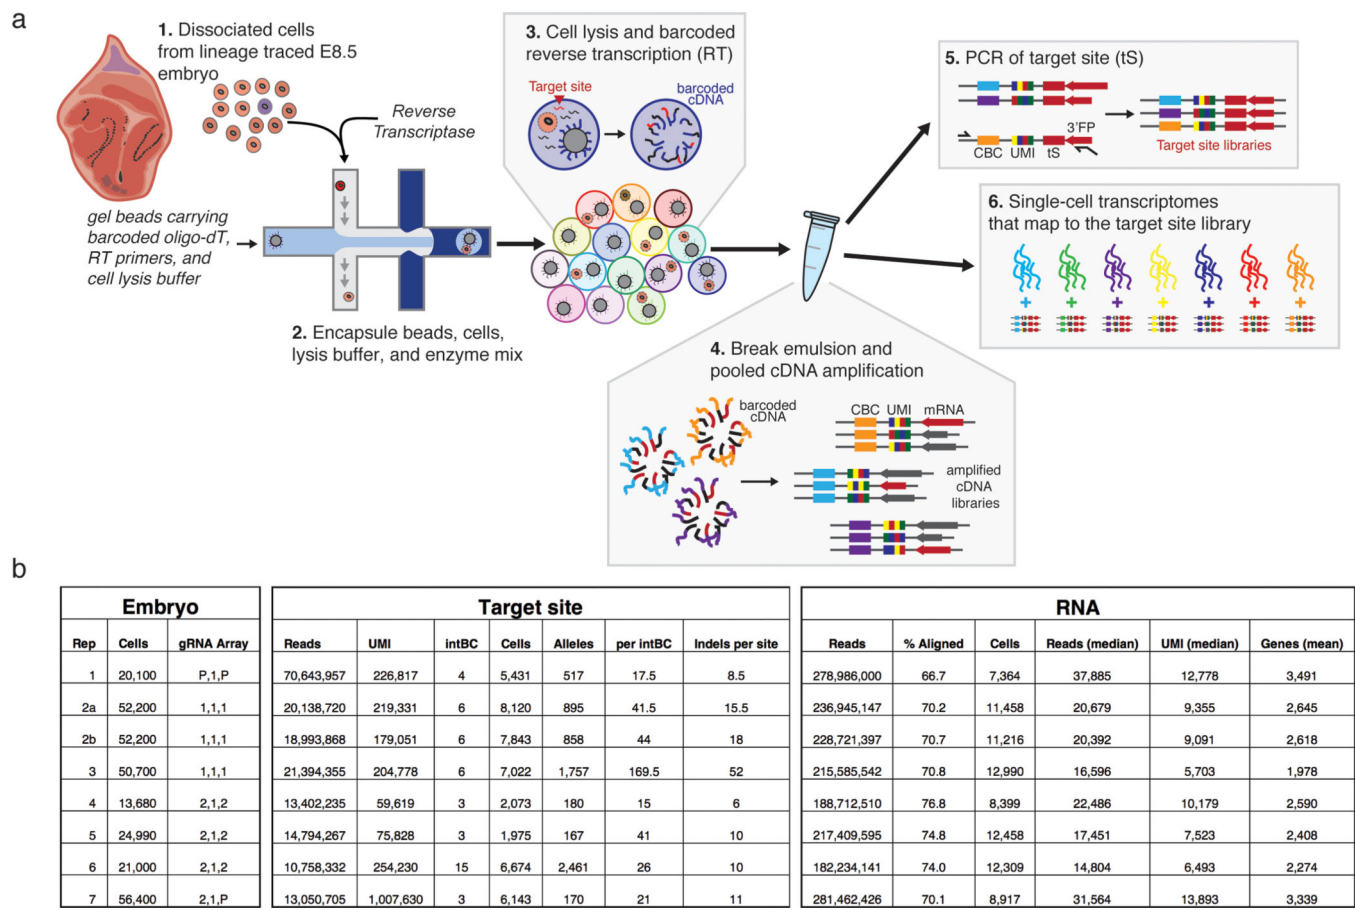 a
1. Dissociated cells
from lineage traced E8.5
embryo
Reverse
Transcriptase
gel beads carrying
barcoded oligo-dT,
RT primers, and
cell lysis buffer
2. Encapsule beads, cells,
lysis buffer, and enzyme mix
3. Cell lysis and barcoded
reverse transcription (RT)
Target site
barcoded
cDNA
4. Break emulsion and
pooled cDNA amplification
barcoded
cDNA
CBC UMI mRNA
amplified
cDNA
libraries
5. PCR of target site (tS)
3'FP
CBC UMI tS
Target site libraries
6. Single-cell transcriptomes
that map to the target site library
+ + + + + + +
b
Embryo Target site RNA
Rep Cells gRNA Array Reads UMI intBC Cells Alleles per intBC Indels per site Reads % Aligned Cells Reads (median) UMI (median) Genes (mean)
1 20,100 P,1,P 70,643,957 226,817 4 5,431 517 17.5 8.5 278,986,000 66.7 7,364 37,885 12,778 3,491
2a 52,200 1,1,1 20,138,720 219,331 6 8,120 895 41.5 15.5 236,945,147 70.2 11,458 20,679 9,355 2,645
2b 52,200 1,1,1 18,993,868 179,051 6 7,843 858 44 18 228,721,397 70.7 11,216 20,392 9,091 2,618
3 50,700 1,1,1 21,394,355 204,778 6 7,022 1,757 169.5 52 215,585,542 70.8 12,990 16,596 5,703 1,978
4 13,680 2,1,2 13,402,235 59,619 3 2,073 180 15 6 188,712,510 76.8 8,399 22,486 10,179 2,590
5 24,990 2,1,2 14,794,267 75,828 3 1,975 167 41 10 217,409,595 74.8 12,458 17,451 7,523 2,408
6 21,000 2,1,2 10,758,332 254,230 15 6,674 2,461 26 10 182,234,141 74.0 12,309 14,804 6,493 2,274
7 56,400 2,1,P 13,050,705 1,007,630 3 6,143 170 21 11 281,462,426 70.1 8,917 31,564 13,893 3,339